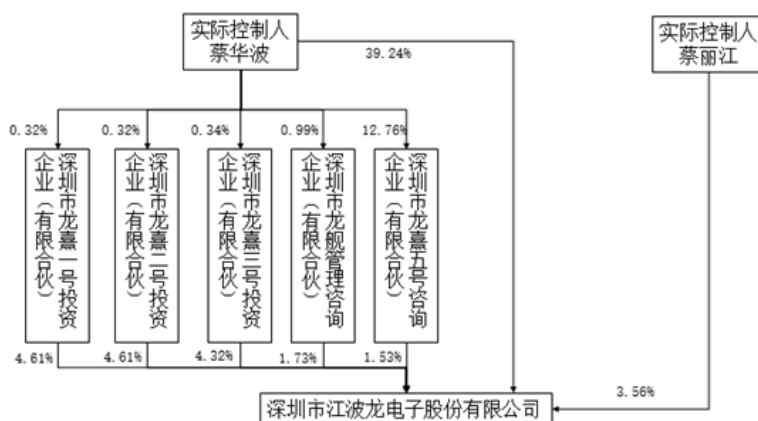 实际控制人
蔡华波
实际控制人
蔡丽江
39.24%
0.32%
0.32%
0.34%
0.99%
12.76%
深圳市龙熹一号投资
企业（有限合伙）
深圳市龙熹二号投资
企业（有限合伙）
深圳市龙熹三号投资
企业（有限合伙）
深圳市龙舰管理咨询
企业（有限合伙）
深圳市龙熹五号咨询
企业（有限合伙）
4.61%
4.61%
4.32%
1.73%
1.53%
3.56%
深圳市江波龙电子股份有限公司